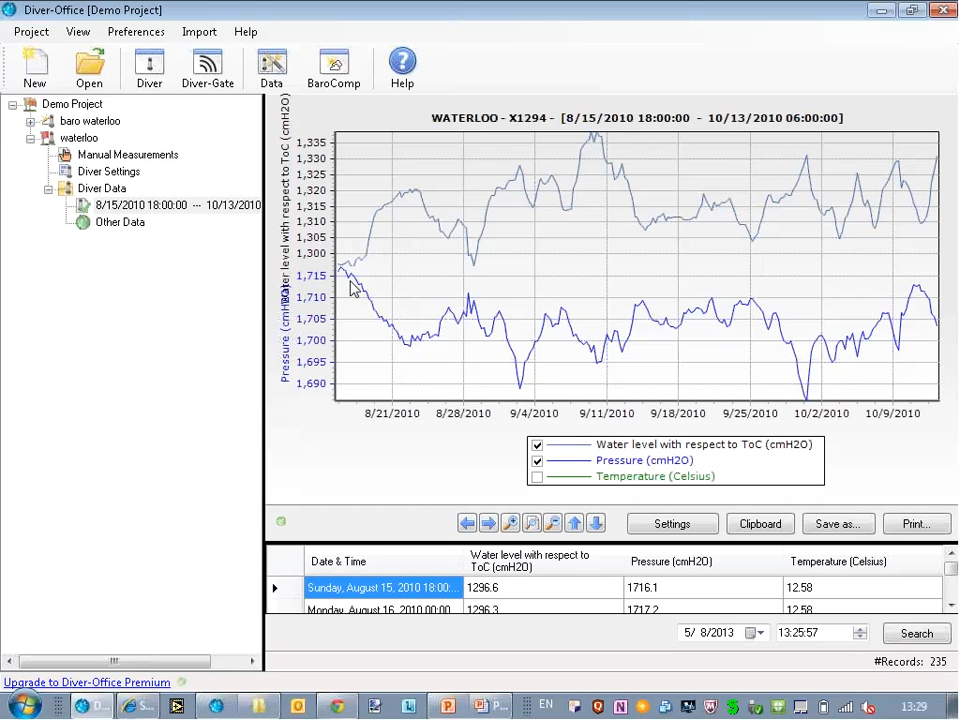 Diver-Office [Demo Project]
Project View Preferences Import Help
New Open Diver Diver-Gate Data BaroComp Help
Demo Project
baro waterloo
waterloo
Manual Measurements
Diver Settings
Diver Data
8/15/2010 18:00:00 --- 10/13/2010
Other Data
WATERLOO - X1294 - [8/15/2010 18:00:00 - 10/13/2010 06:00:00]
Water level with respect to ToC (cmH2O)
1,335
1,330
1,325
1,320
1,315
1,310
1,305
1,300
Pressure (cmH2O)
1,715
1,710
1,705
1,700
1,695
1,690
8/21/2010 8/28/2010 9/4/2010 9/11/2010 9/18/2010 9/25/2010 10/2/2010 10/9/2010
Water level with respect to ToC (cmH2O)
Pressure (cmH2O)
Temperature (Celsius)
Settings Clipboard Save as... Print...
Date & Time Water level with respect to ToC (cmH2O) Pressure (cmH2O) Temperature (Celsius)
Sunday, August 15, 2010 18:00:... 1296.6 1716.1 12.58
Monday, August 16, 2010 00:00 1296.3 1717.2 12.58
5/ 8/2013 13:25:57 Search
#Records: 235
Upgrade to Diver-Office Premium
D... S... P... EN 13:29